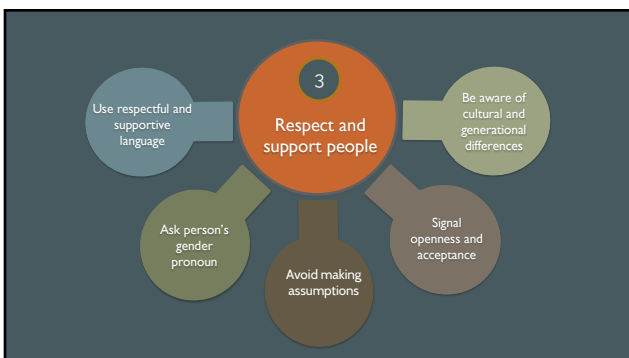 3
Respect and
support people
Use respectful and
supportive
language
Ask person's
gender
pronoun
Avoid making
assumptions
Signal
openness and
acceptance
Be aware of
cultural and
generational
differences